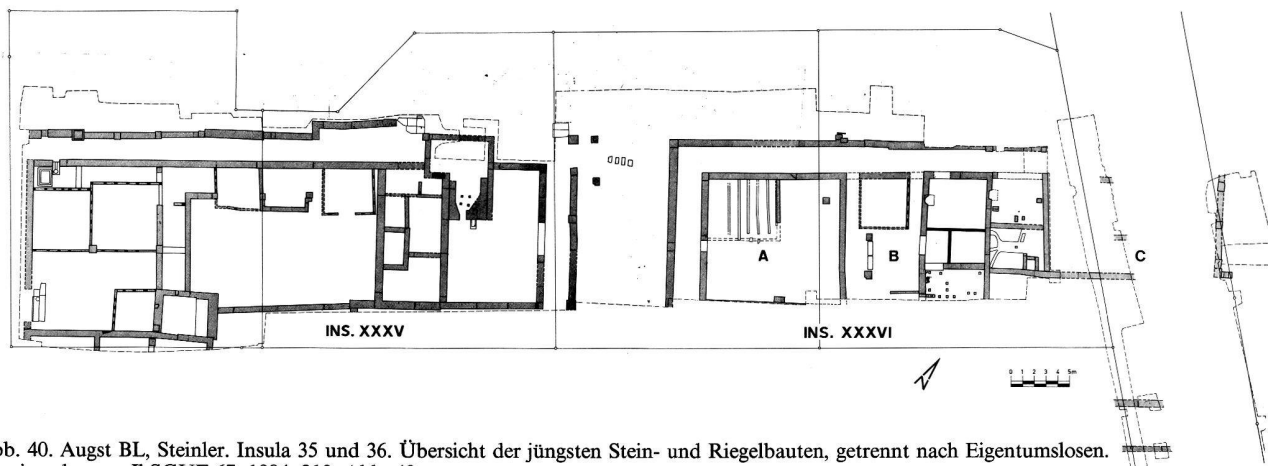 A
B
C
INS. XXXV
INS. XXXVI
N
0 1 2 3 4 5m
bb. 40. Augst BL, Steinler. Insula 35 und 36. Übersicht der jüngsten Stein- und Riegelbauten, getrennt nach Eigentumslosen.